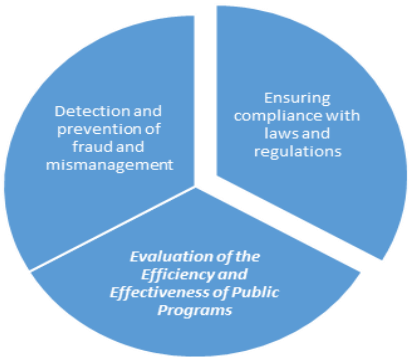 Detection and
prevention of
fraud and
mismanagement
Ensuring
compliance with
laws and
regulations
Evaluation of the
Efficiency and
Effectiveness of Public
Programs